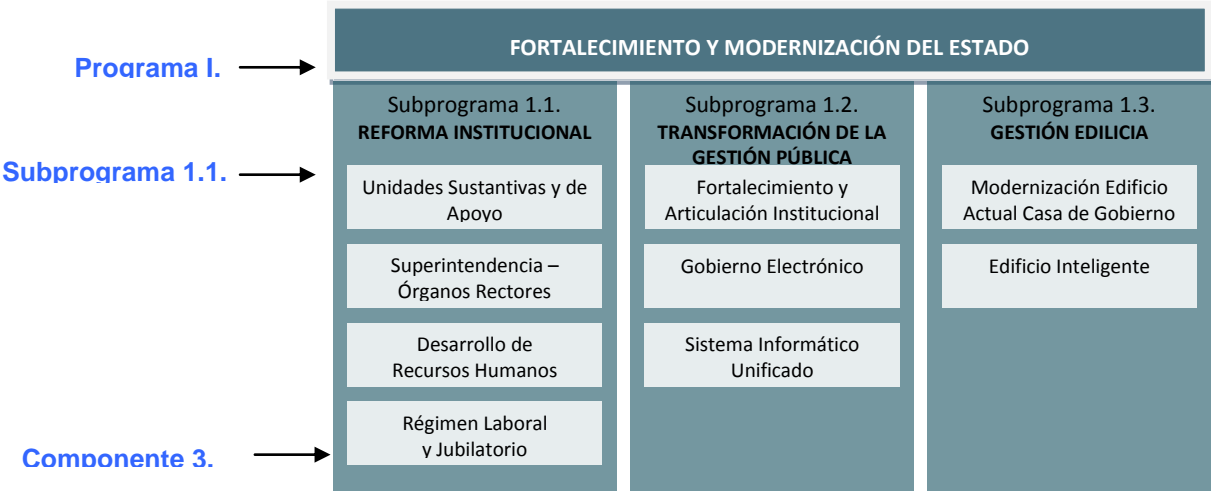 FORTALECIMIENTO Y MODERNIZACIÓN DEL ESTADO
Programa I.
Subprograma 1.1.
REFORMA INSTITUCIONAL
Subprograma 1.2.
TRANSFORMACIÓN DE LA
GESTIÓN PÚBLICA
Subprograma 1.3.
GESTIÓN EDILICIA
Subprograma 1.1.
Unidades Sustantivas y de
Apoyo
Fortalecimiento y
Articulación Institucional
Modernización Edificio
Actual Casa de Gobierno
Superintendencia –
Órganos Rectores
Gobierno Electrónico
Edificio Inteligente
Desarrollo de
Recursos Humanos
Sistema Informático
Unificado
Régimen Laboral
y Jubilatorio
Componente 3.